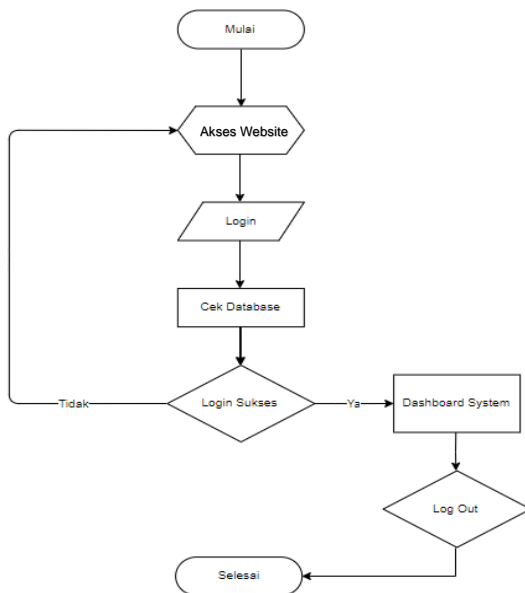 Mulai
Akses Website
Login
Cek Database
Login Sukses
Tidak
Ya
Dashboard System
Log Out
Selesai